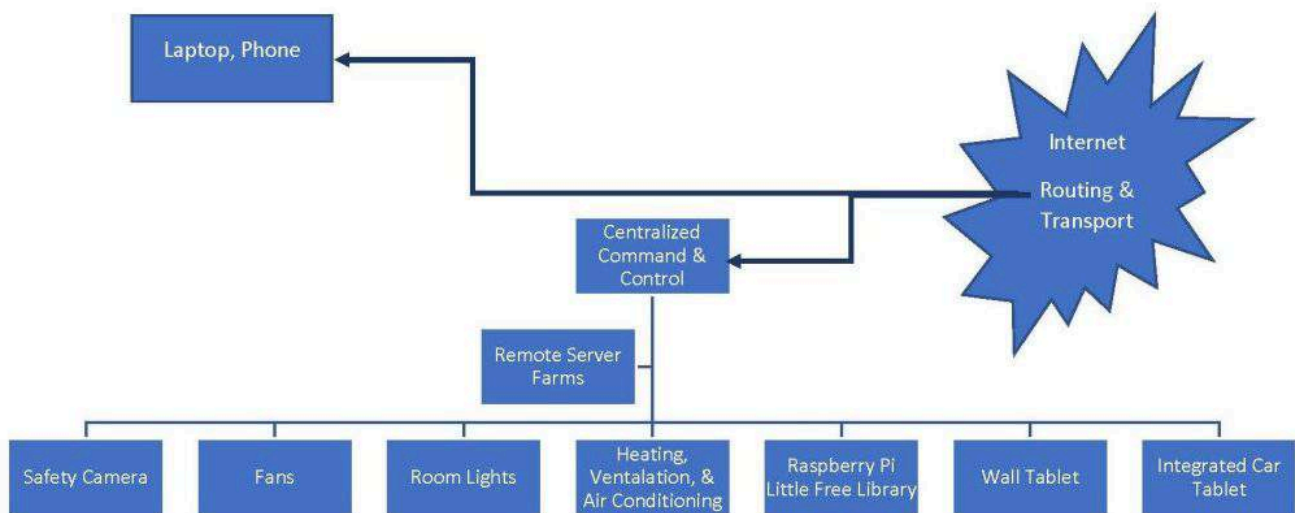 Laptop, Phone
Internet
Routing &
Transport
Centralized
Command &
Control
Remote Server
Farms
Safety Camera
Fans
Room Lights
Heating,
Ventalation, &
Air Conditioning
Raspberry Pi
Little Free Library
Wall Tablet
Integrated Car
Tablet